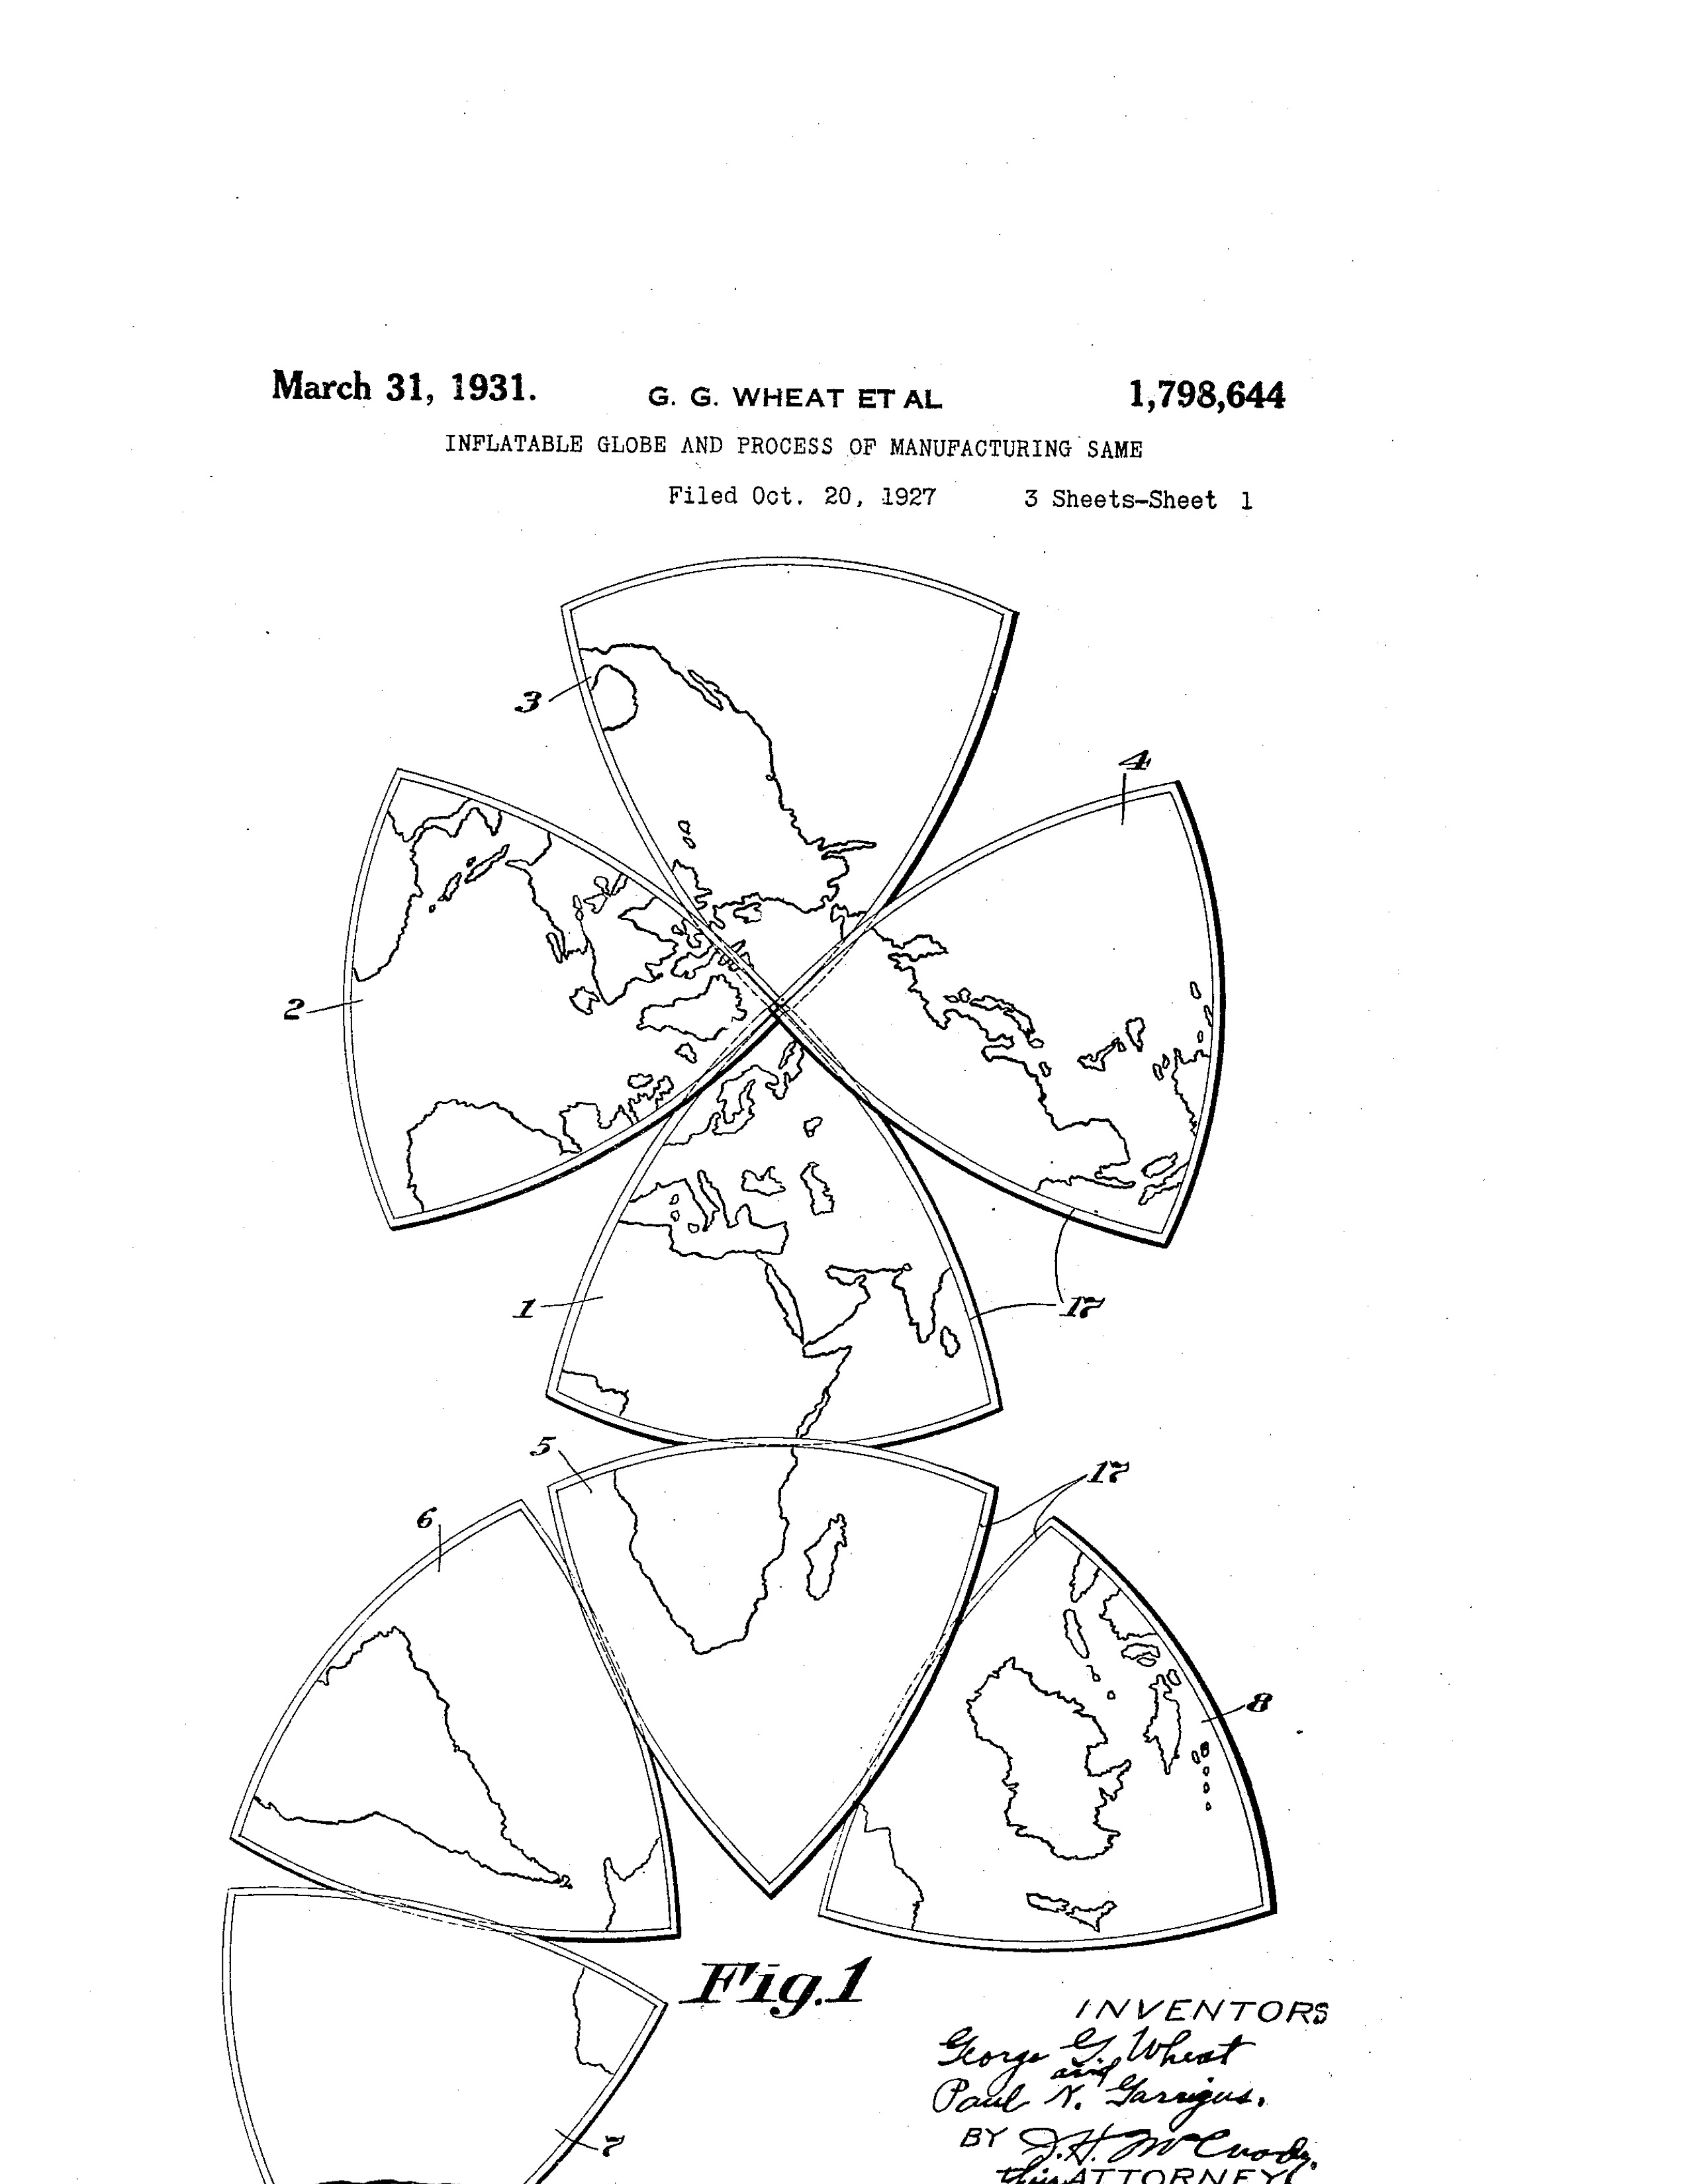 March 31, 1931. G. G. WHEAT ET AL 1,798,644
INFLATABLE GLOBE AND PROCESS OF MANUFACTURING SAME
Filed Oct. 20, 1927 3 Sheets-Sheet 1
3
4
2
1
17
5
17
6
8
Fig.1
INVENTORS
George G. Wheat
and
Paul N. Garrigus.
BY J. H. McCready,
7
their ATTORNEY